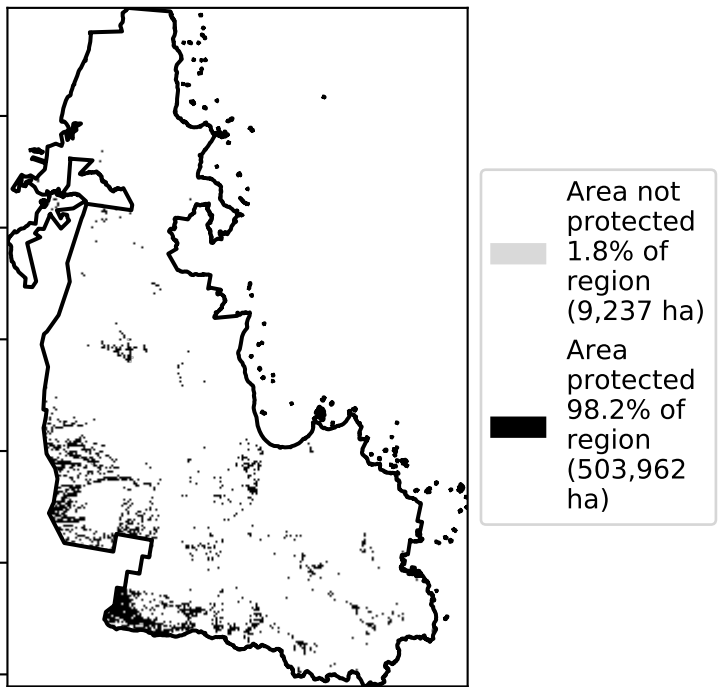 Area not
protected
1.8% of
region
(9,237 ha)
Area
protected
98.2% of
region
(503,962
ha)